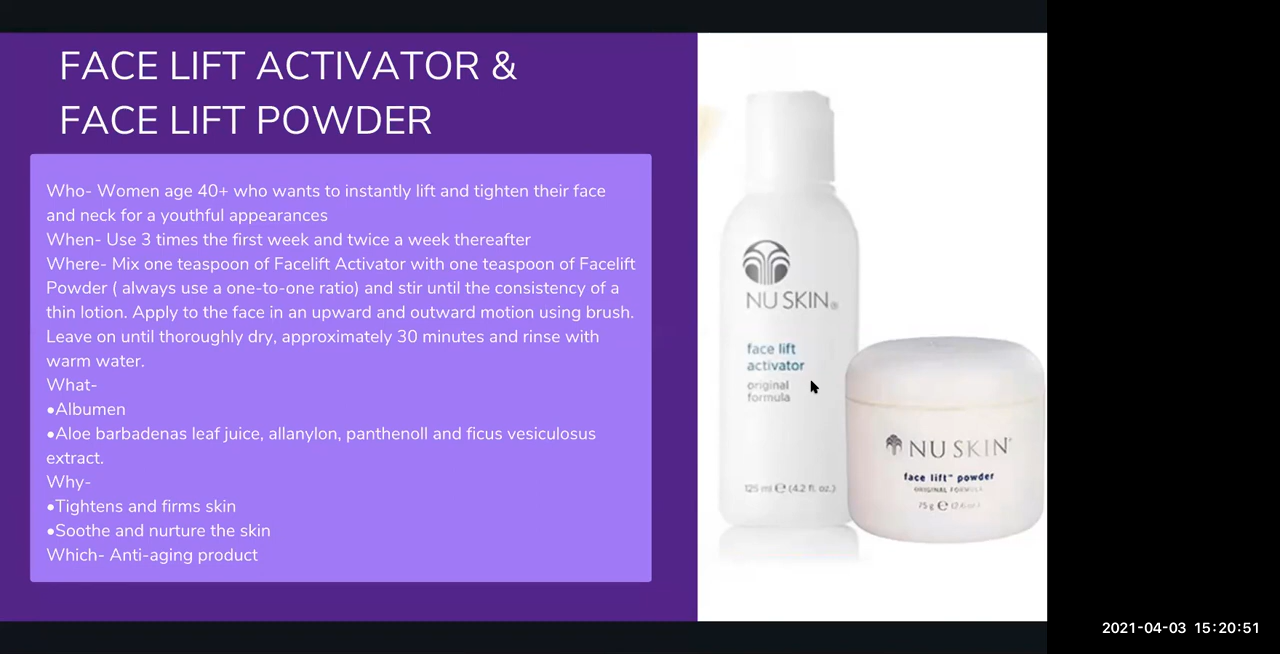 FACE LIFT ACTIVATOR &
FACE LIFT POWDER
Who- Women age 40+ who wants to instantly lift and tighten their face
and neck for a youthful appearances
When- Use 3 times the first week and twice a week thereafter
Where- Mix one teaspoon of Facelift Activator with one teaspoon of Facelift
Powder ( always use a one-to-one ratio) and stir until the consistency of a
thin lotion. Apply to the face in an upward and outward motion using brush.
Leave on until thoroughly dry, approximately 30 minutes and rinse with
warm water.
What-
•Albumen
•Aloe barbadenas leaf juice, allanylon, panthenoll and ficus vesiculosus
extract.
Why-
•Tightens and firms skin
•Soothe and nurture the skin
Which- Anti-aging product
NU SKIN®
face lift
activator
original
formula
125 ml ℮ (4.2 fl. oz.)
NU SKIN®
face lift™ powder
ORIGINAL FORMULA
75 g ℮ (2.6 oz.)
2021-04-03 15:20:51